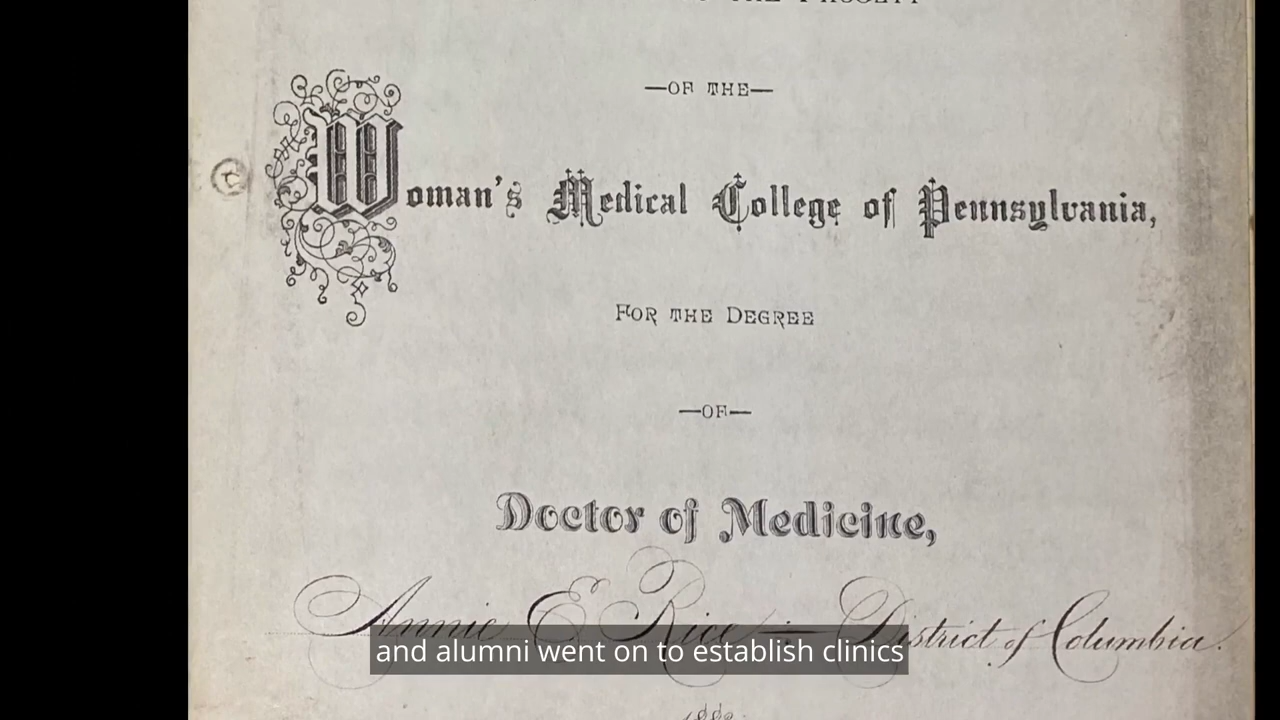 —OF THE—
Woman's Medical College of Pennsylvania,
FOR THE DEGREE
—OF—
Doctor of Medicine,
Annie E Rice — District of Columbia.
and alumni went on to establish clinics